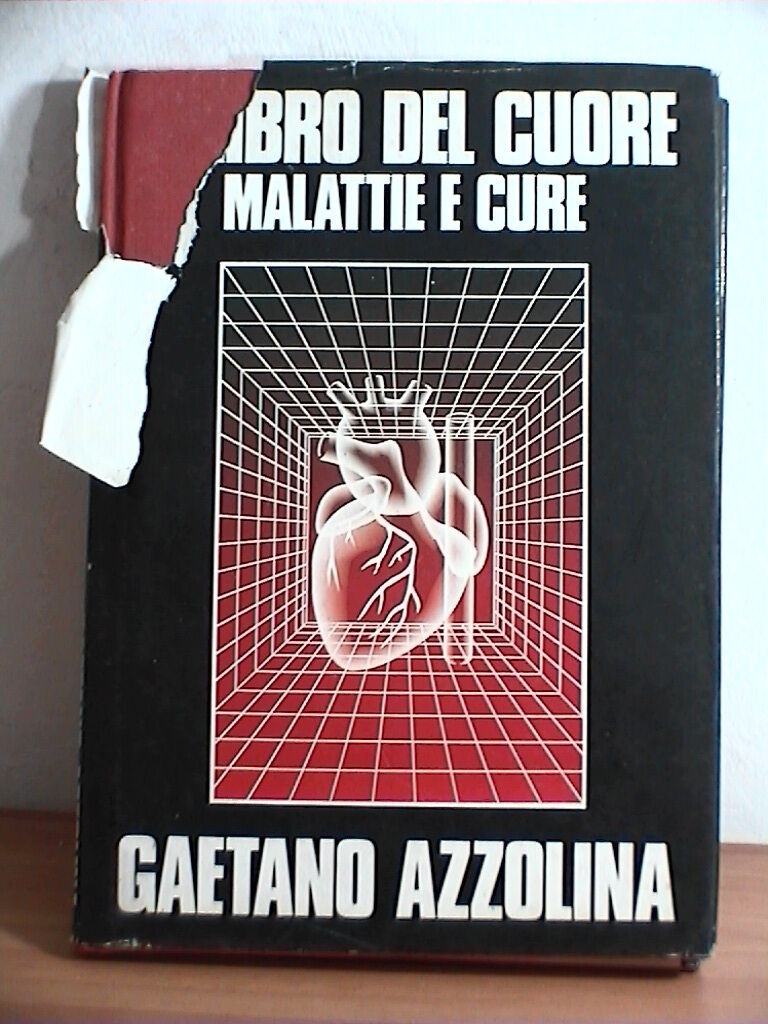 IBRO DEL CUORE
MALATTIE E CURE
GAETANO AZZOLINA